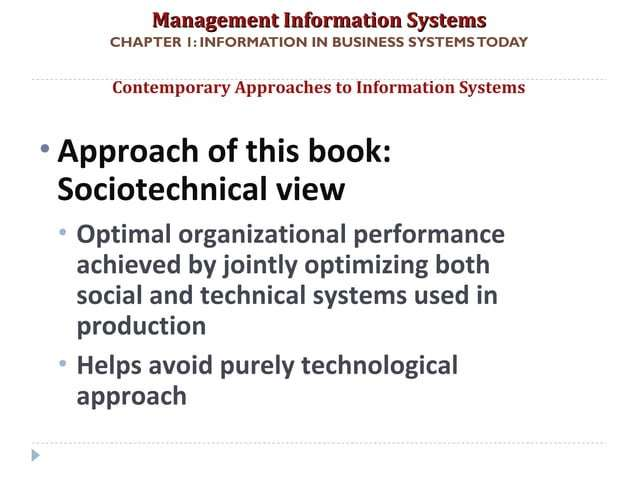 Management Information Systems
CHAPTER 1: INFORMATION IN BUSINESS SYSTEMS TODAY
Contemporary Approaches to Information Systems
• Approach of this book:
Sociotechnical view
• Optimal organizational performance
achieved by jointly optimizing both
social and technical systems used in
production
• Helps avoid purely technological
approach